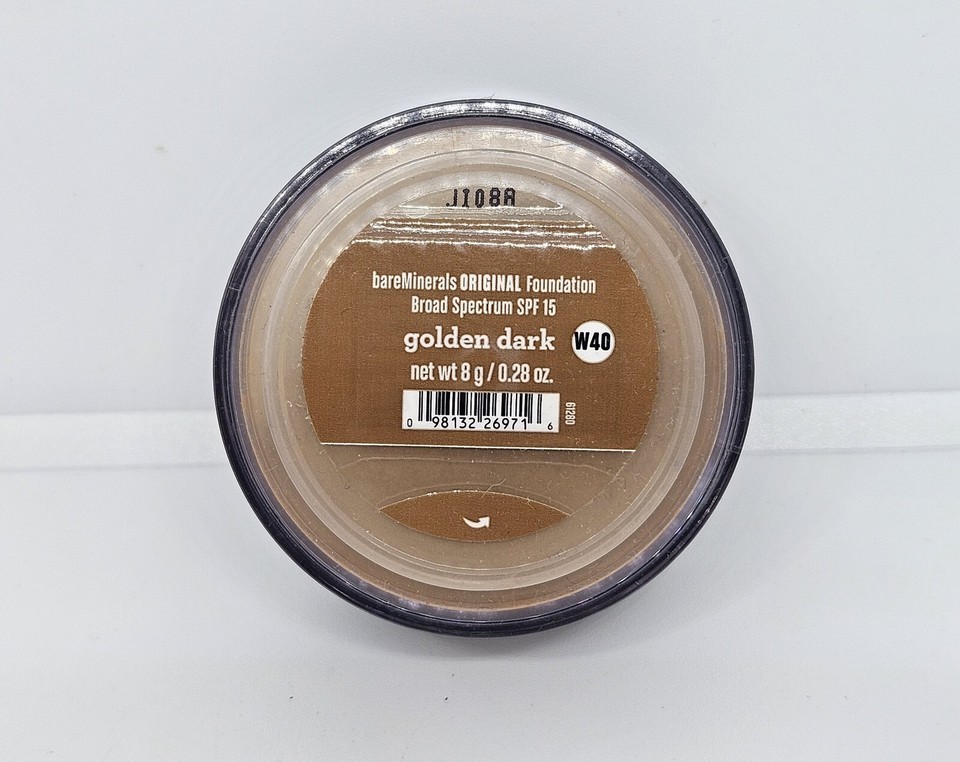 J108A
bareMinerals ORIGINAL Foundation
Broad Spectrum SPF 15
golden dark W40
net wt 8 g / 0.28 oz.
0 98132 26971 6
61280